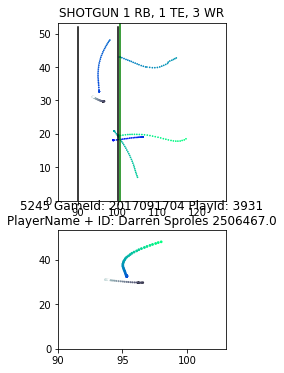 SHOTGUN 1 RB, 1 TE, 3 WR
50
40
30
20
10
0
90 100 110 120
5245 GameId: 2017091704 PlayId: 3931
PlayerName + ID: Darren Sproles 2506467.0
40
20
0
90 95 100